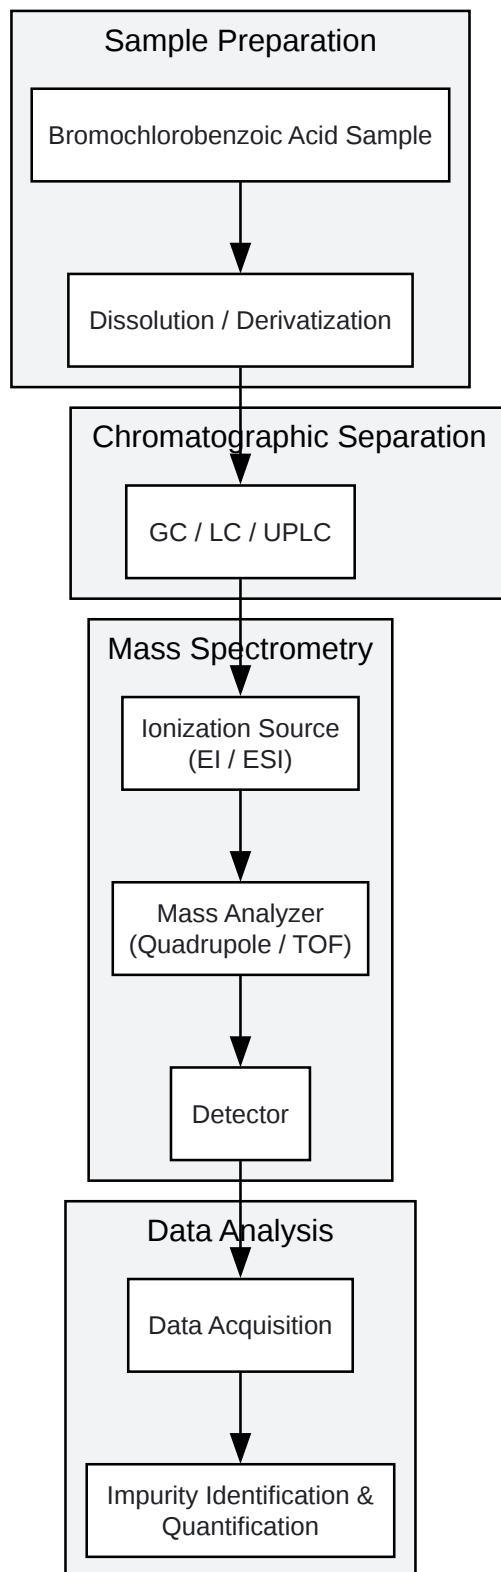 Sample Preparation
Bromochlorobenzoic Acid Sample
Dissolution / Derivatization
Chromatographic Separation
GC / LC / UPLC
Mass Spectrometry
Ionization Source
(EI / ESI)
Mass Analyzer
(Quadrupole / TOF)
Detector
Data Analysis
Data Acquisition
Impurity Identification &
Quantification